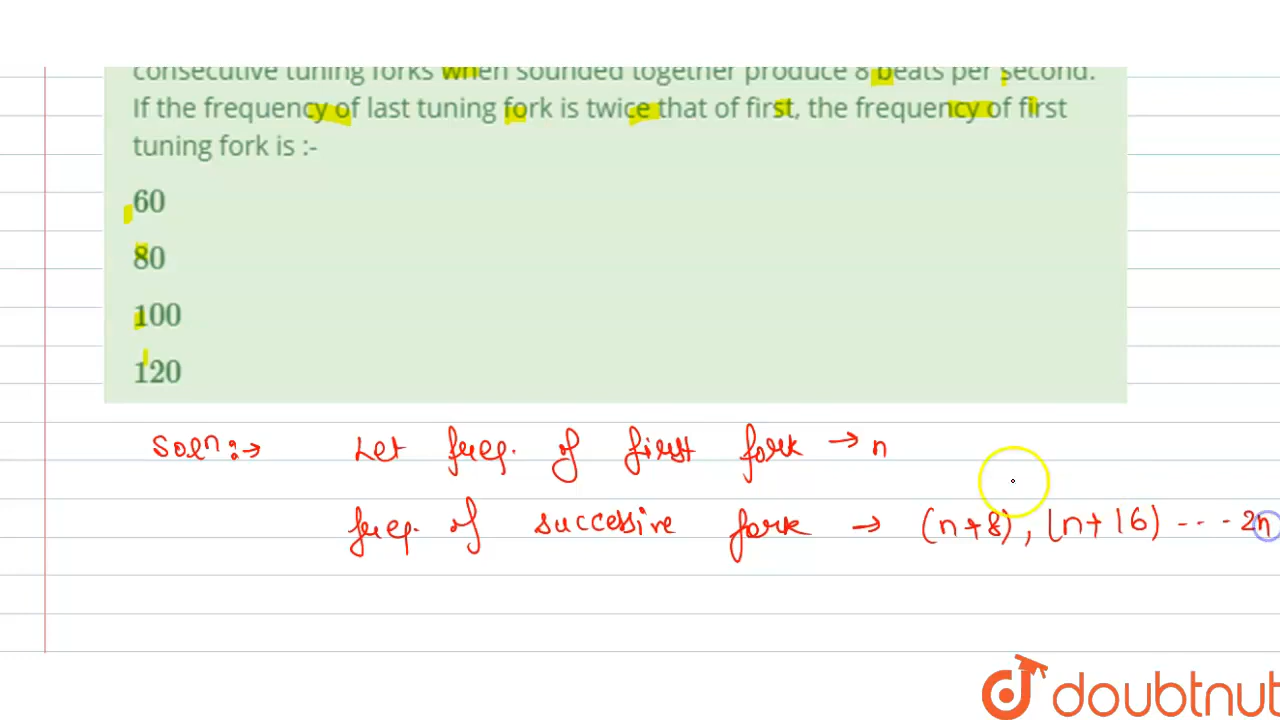 consecutive tuning forks when sounded together produce 8 beats per second.
If the frequency of last tuning fork is twice that of first, the frequency of first
tuning fork is :-
60
80
100
120
Soln:→ Let freq. of first fork → n
freq. of successive fork → (n+8), (n+16) --- 2n
doubtnut